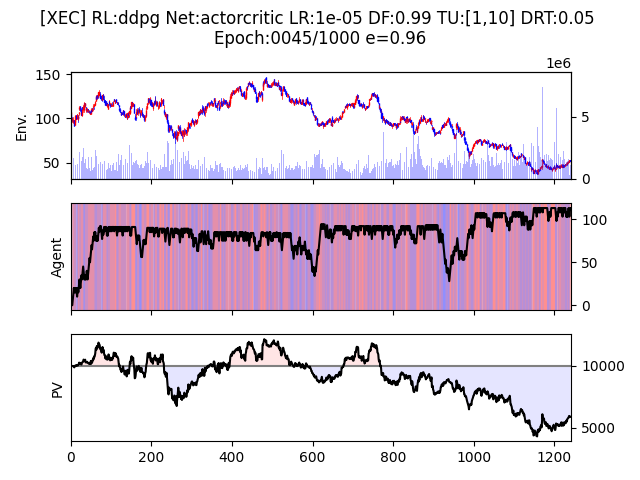 [XEC] RL:ddpg Net:actorcritic LR:1e-05 DF:0.99 TU:[1,10] DRT:0.05
Epoch:0045/1000 e=0.96
1e6
150
100
50
Env.
5
0
Agent
100
50
0
PV
10000
5000
0
200
400
600
800
1000
1200